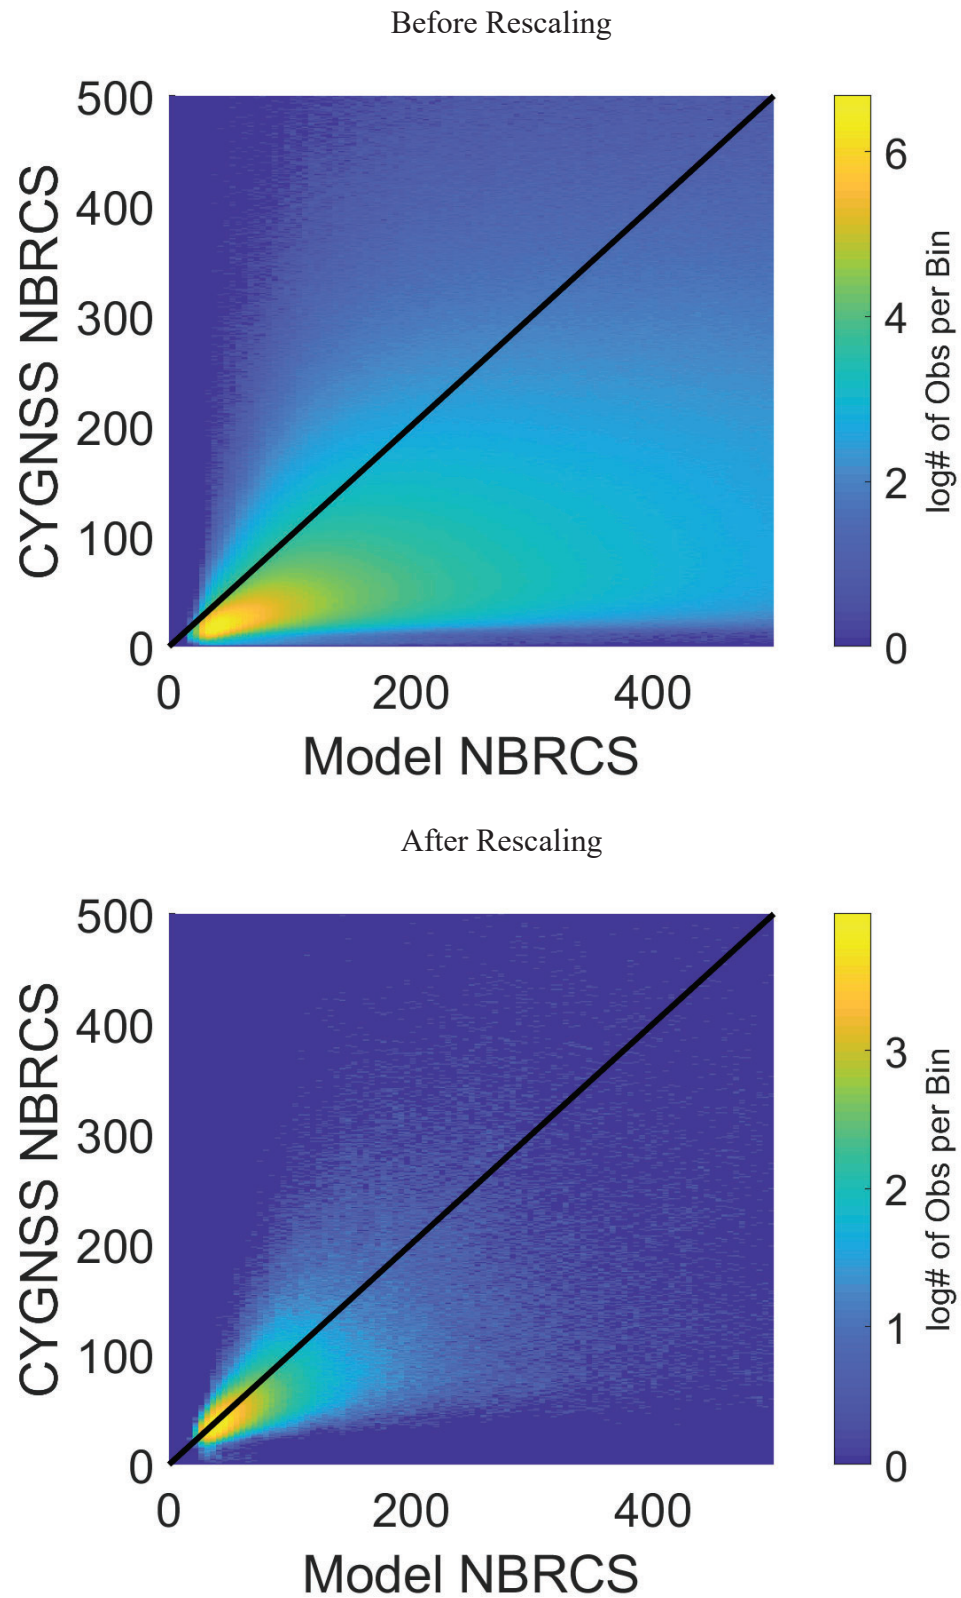 Before Rescaling
500
400
300
200
100
0
CYGNSS NBRCS
0 200 400
Model NBRCS
6
4
2
0
log# of Obs per Bin
After Rescaling
500
400
300
200
100
0
CYGNSS NBRCS
0 200 400
Model NBRCS
3
2
1
0
log# of Obs per Bin